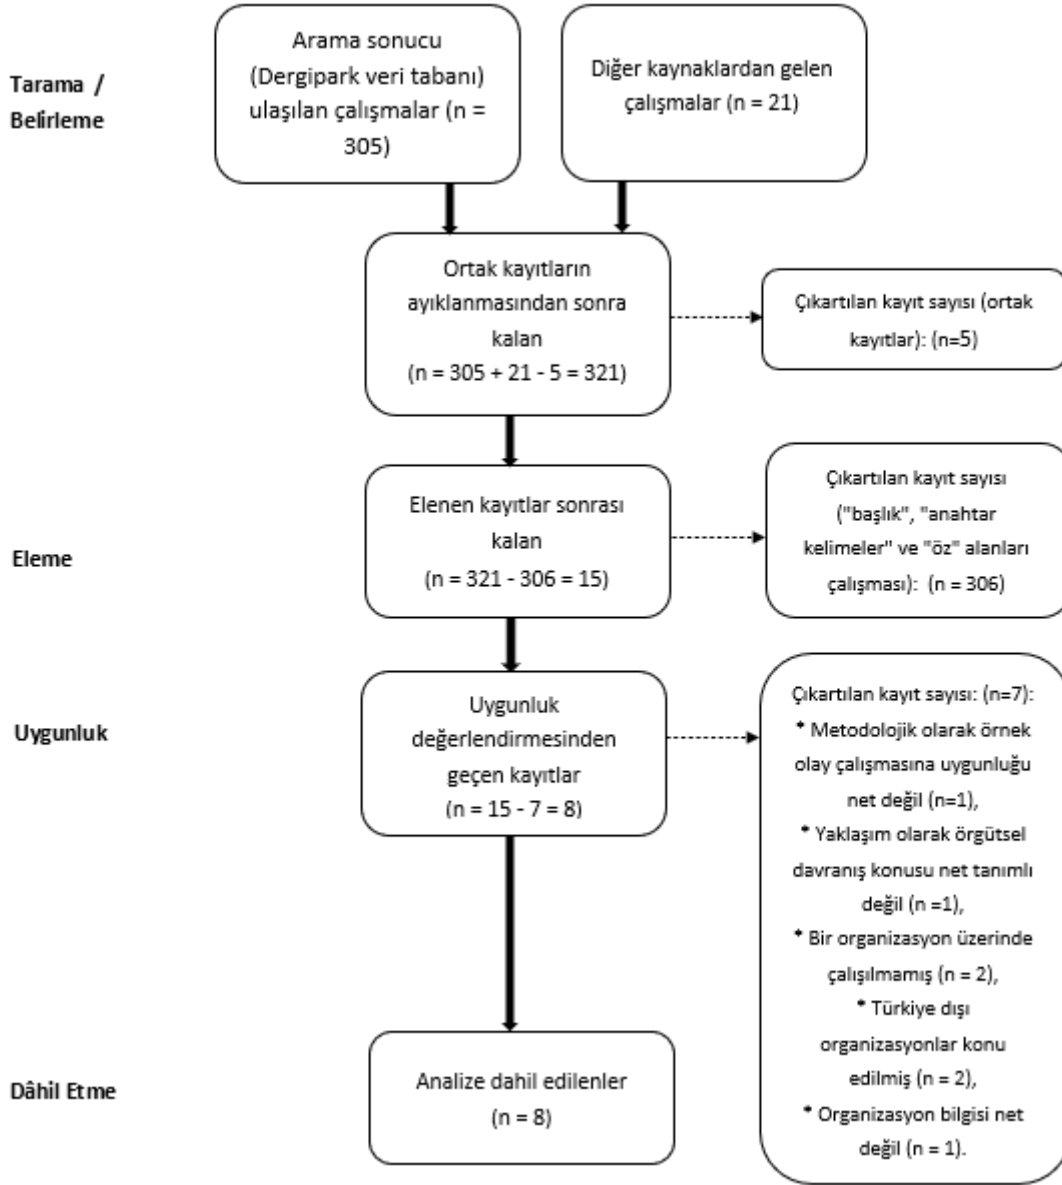 Tarama /
Belirleme
Arama sonucu
(Dergipark veri tabanı)
ulaşılan çalışmalar (n =
305)
Diğer kaynaklardan gelen
çalışmalar (n = 21)
Ortak kayıtların
ayıklanmasından sonra
kalan
(n = 305 + 21 - 5 = 321)
Çıkartılan kayıt sayısı (ortak
kayıtlar): (n=5)
Eleme
Elenen kayıtlar sonrası
kalan
(n = 321 - 306 = 15)
Çıkartılan kayıt sayısı
("başlık", "anahtar
kelimeler" ve "öz" alanları
çalışması): (n = 306)
Uygunluk
Uygunluk
değerlendirmesinden
geçen kayıtlar
(n = 15 - 7 = 8)
Çıkartılan kayıt sayısı: (n=7):
* Metodolojik olarak örnek
olay çalışmasına uygunluğu
net değil (n=1),
* Yaklaşım olarak örgütsel
davranış konusu net tanımlı
değil (n =1),
* Bir organizasyon üzerinde
çalışılmamış (n = 2),
* Türkiye dışı
organizasyonlar konu
edilmiş (n = 2),
* Organizasyon bilgisi net
değil (n = 1).
Dâhil Etme
Analize dahil edilenler
(n = 8)